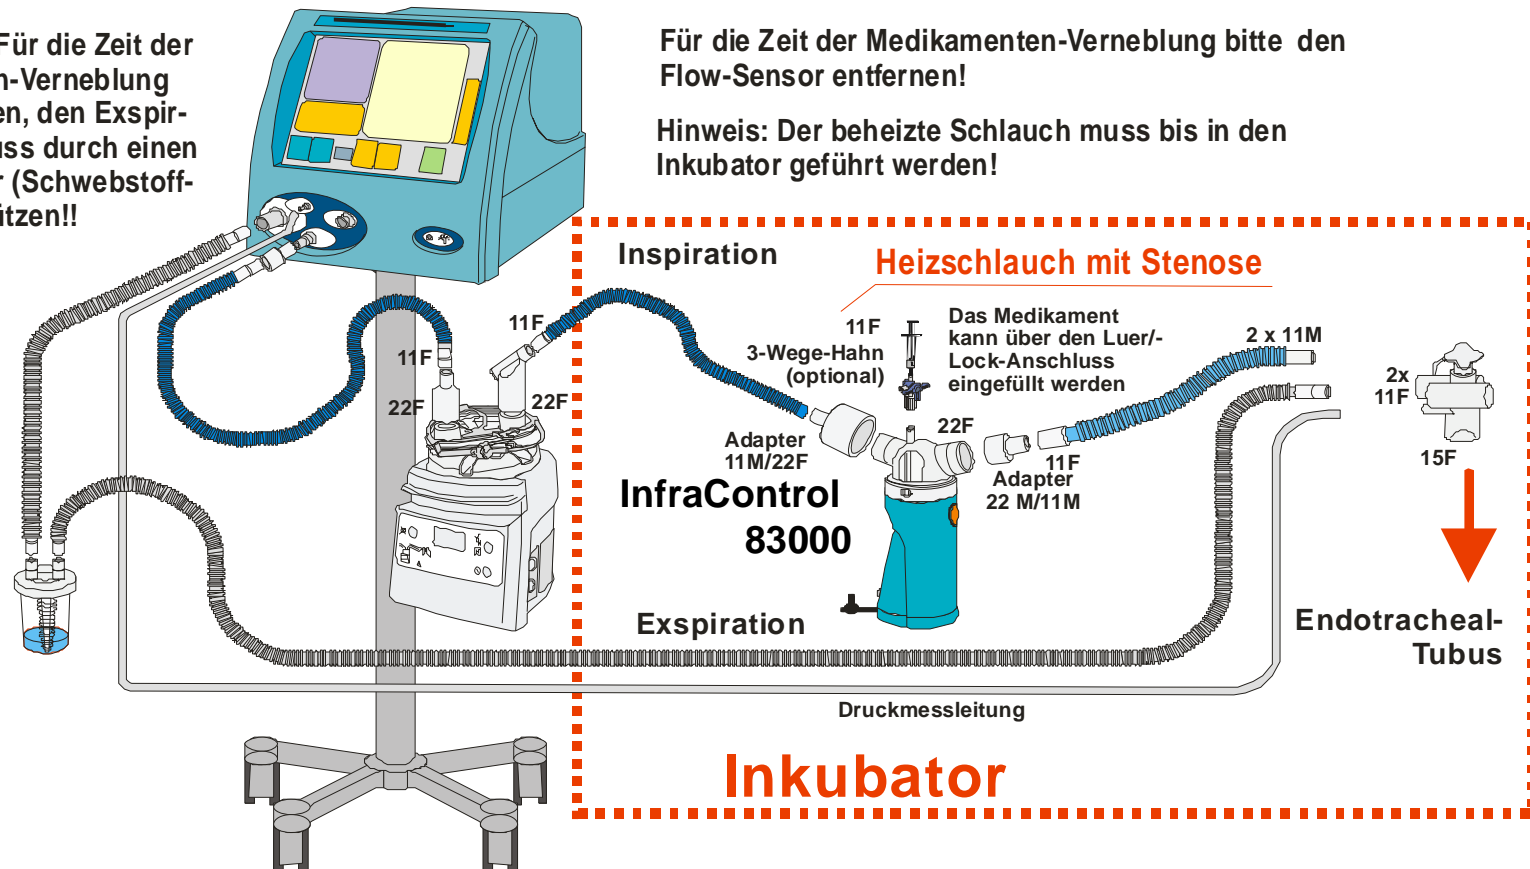 Für die Zeit der
n-Verneblung
en, den Exspir-
uss durch einen
r (Schwebstoff-
ützen!!
Für die Zeit der Medikamenten-Verneblung bitte den
Flow-Sensor entfernen!
Hinweis: Der beheizte Schlauch muss bis in den
Inkubator geführt werden!
Inspiration
Heizschlauch mit Stenose
11F
11F
22F
22F
11F
3-Wege-Hahn
(optional)
Das Medikament
kann über den Luer/-
Lock-Anschluss
eingefüllt werden
2 x 11M
2x
11F
15F
Adapter
11M/22F
22F
11F
Adapter
22 M/11M
InfraControl
83000
Exspiration
Endotracheal-
Tubus
Druckmessleitung
Inkubator